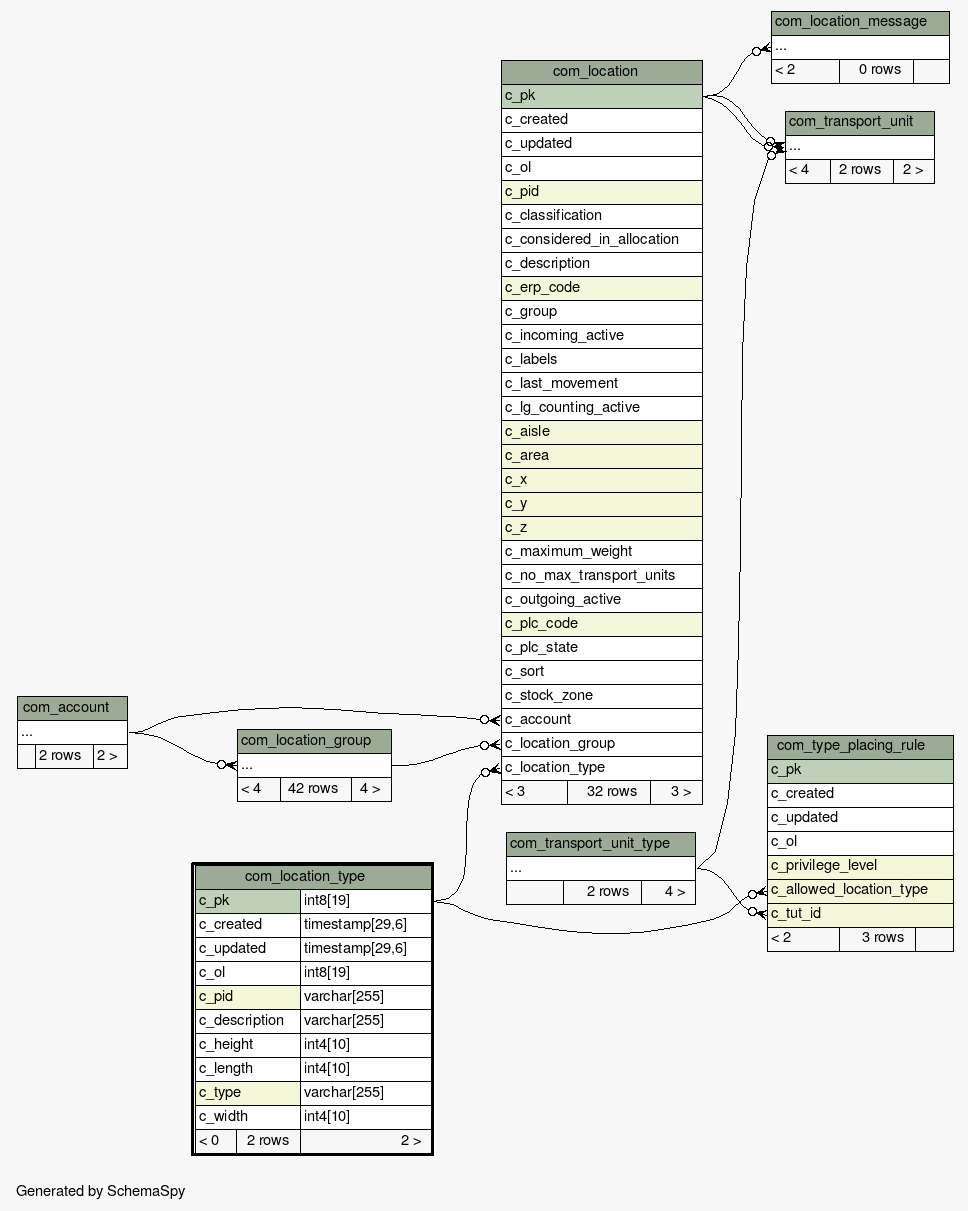 com_location_message
...
< 2 0 rows
com_location
c_pk
c_created
c_updated
c_ol
c_pid
c_classification
c_considered_in_allocation
c_description
c_erp_code
c_group
c_incoming_active
c_labels
c_last_movement
c_lg_counting_active
c_aisle
c_area
c_x
c_y
c_z
c_maximum_weight
c_no_max_transport_units
c_outgoing_active
c_plc_code
c_plc_state
c_sort
c_stock_zone
c_account
c_location_group
c_location_type
< 3 32 rows 3 >
com_transport_unit
...
< 4 2 rows 2 >
com_account
...
2 rows 2 >
com_location_group
...
< 4 42 rows 4 >
com_type_placing_rule
c_pk
c_created
c_updated
c_ol
c_privilege_level
c_allowed_location_type
c_tut_id
< 2 3 rows
com_transport_unit_type
...
2 rows 4 >
com_location_type
c_pk int8[19]
c_created timestamp[29,6]
c_updated timestamp[29,6]
c_ol int8[19]
c_pid varchar[255]
c_description varchar[255]
c_height int4[10]
c_length int4[10]
c_type varchar[255]
c_width int4[10]
< 0 2 rows 2 >
Generated by SchemaSpy